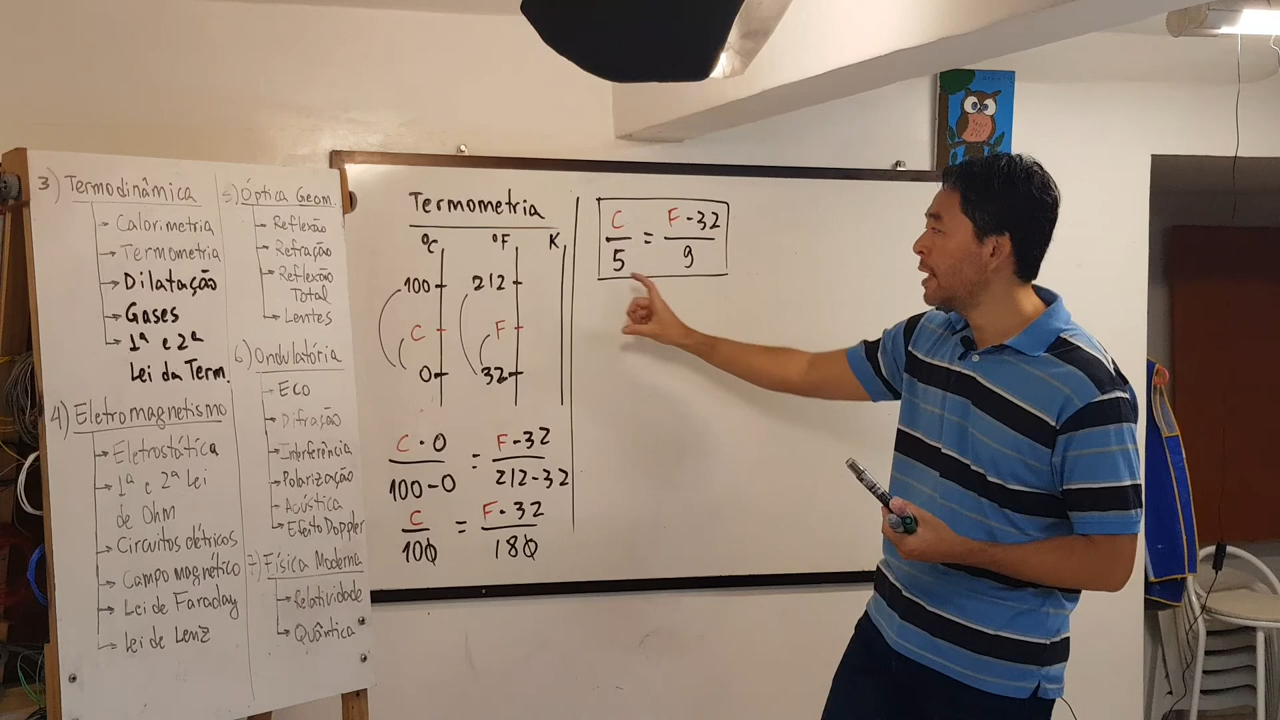 3) Termodinâmica
Calorimetria
Termometria
Dilatação
Gases
1ª e 2ª
Lei da Term.
4) Eletromagnetismo
Eletrostática
1ª e 2ª Lei
de Ohm
Circuitos elétricos
Campo magnético
Lei de Faraday
Lei de Lenz
5) Óptica Geom.
Reflexão
Refração
Reflexão
Total
Lentes
6) Ondulatória
Eco
Difração
Interferência
Polarização
Acústica
Efeito Doppler
7) Física Moderna
Relatividade
Quântica
Termometria
°C °F K
100 212
C F
0 32
C - 0 = F - 32
100 - 0 212 - 32
C = F - 32
100 180
C = F - 32
5 9